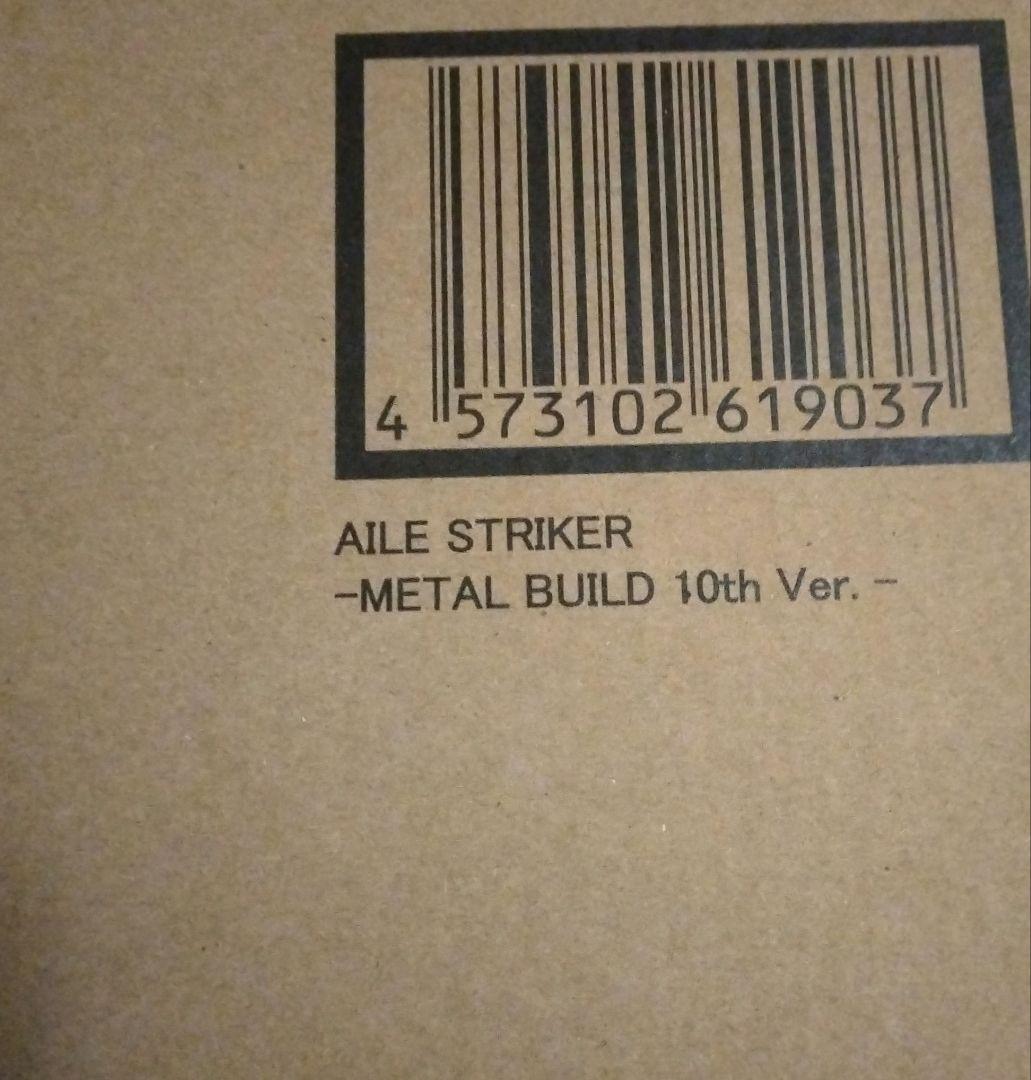 4 573102 619037
AILE STRIKER
-METAL BUILD 10th Ver. -